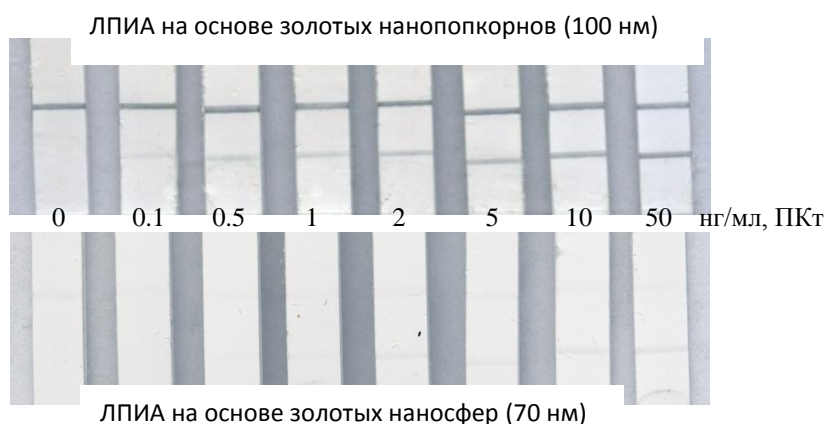 ЛПИА на основе золотых нанопопкорнов (100 нм)
0 0.1 0.5 1 2 5 10 50 нг/мл, ПКт
ЛПИА на основе золотых наносфер (70 нм)